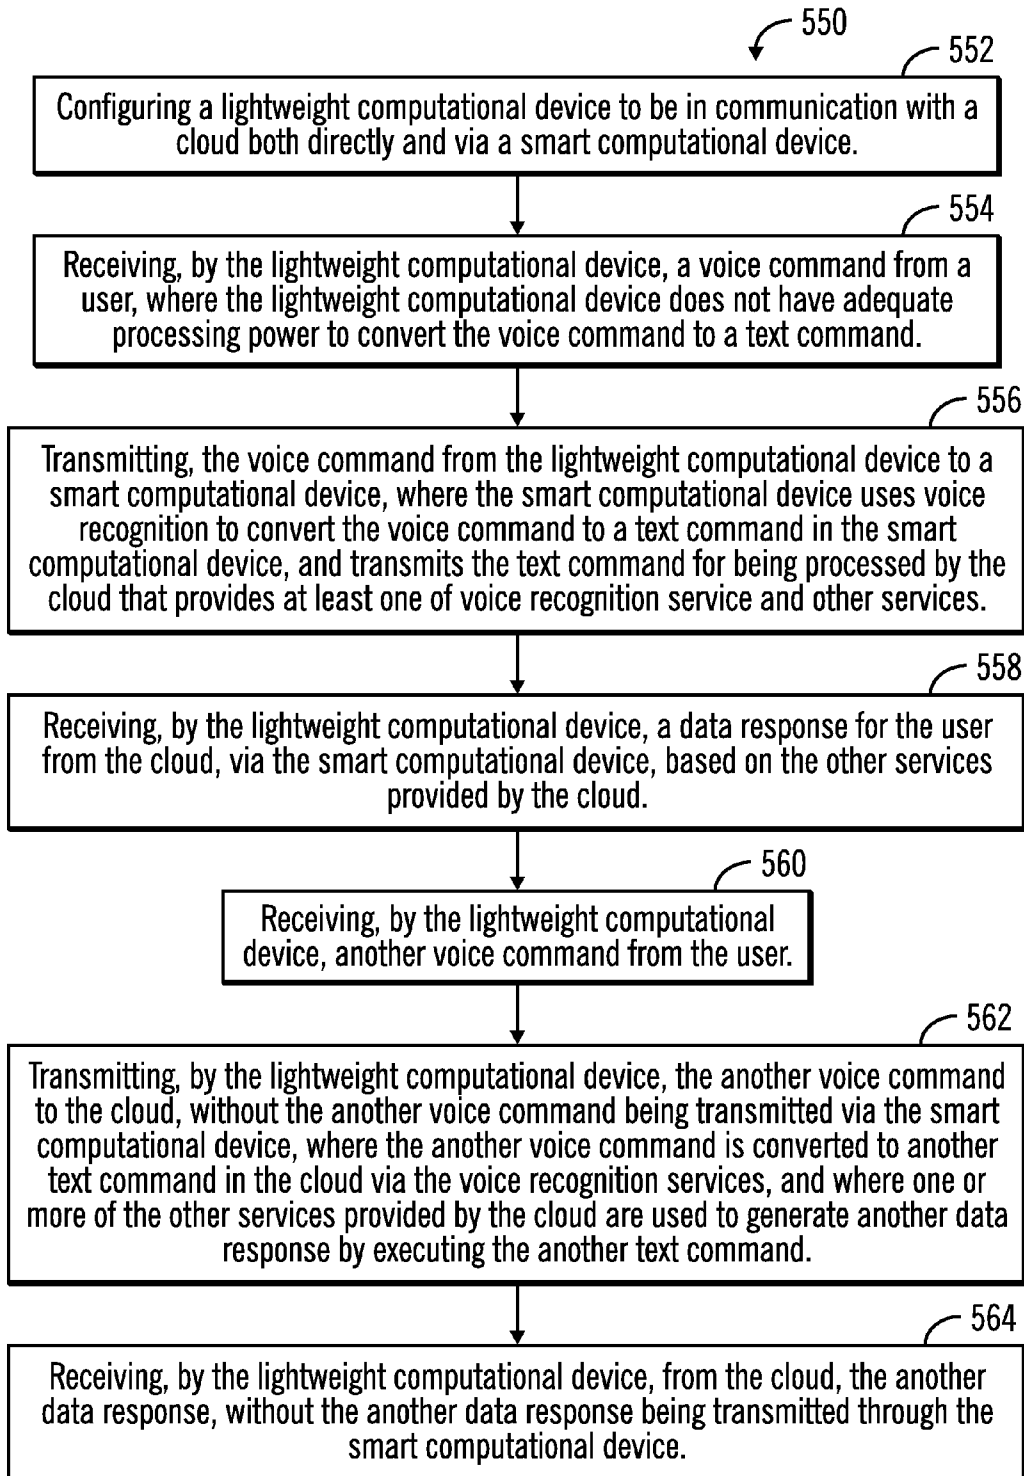 550
552
Configuring a lightweight computational device to be in communication with a
cloud both directly and via a smart computational device.
554
Receiving, by the lightweight computational device, a voice command from a
user, where the lightweight computational device does not have adequate
processing power to convert the voice command to a text command.
556
Transmitting, the voice command from the lightweight computational device to a
smart computational device, where the smart computational device uses voice
recognition to convert the voice command to a text command in the smart
computational device, and transmits the text command for being processed by the
cloud that provides at least one of voice recognition service and other services.
558
Receiving, by the lightweight computational device, a data response for the user
from the cloud, via the smart computational device, based on the other services
provided by the cloud.
560
Receiving, by the lightweight computational
device, another voice command from the user.
562
Transmitting, by the lightweight computational device, the another voice command
to the cloud, without the another voice command being transmitted via the smart
computational device, where the another voice command is converted to another
text command in the cloud via the voice recognition services, and where one or
more of the other services provided by the cloud are used to generate another data
response by executing the another text command.
564
Receiving, by the lightweight computational device, from the cloud, the another
data response, without the another data response being transmitted through the
smart computational device.